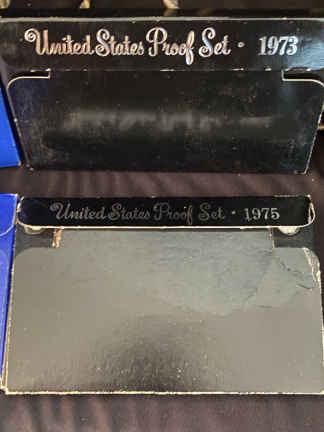 United States Proof Set • 1973
United States Proof Set • 1975